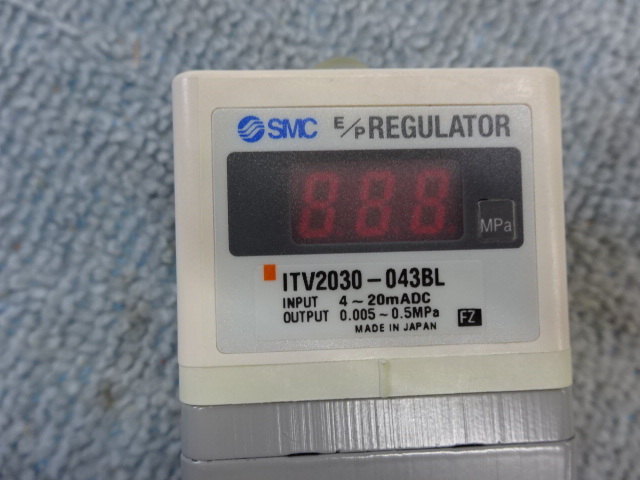 SMC E/P REGULATOR
888
MPa
ITV2030-043BL
INPUT 4~20mADC
OUTPUT 0.005~0.5MPa
MADE IN JAPAN FZ